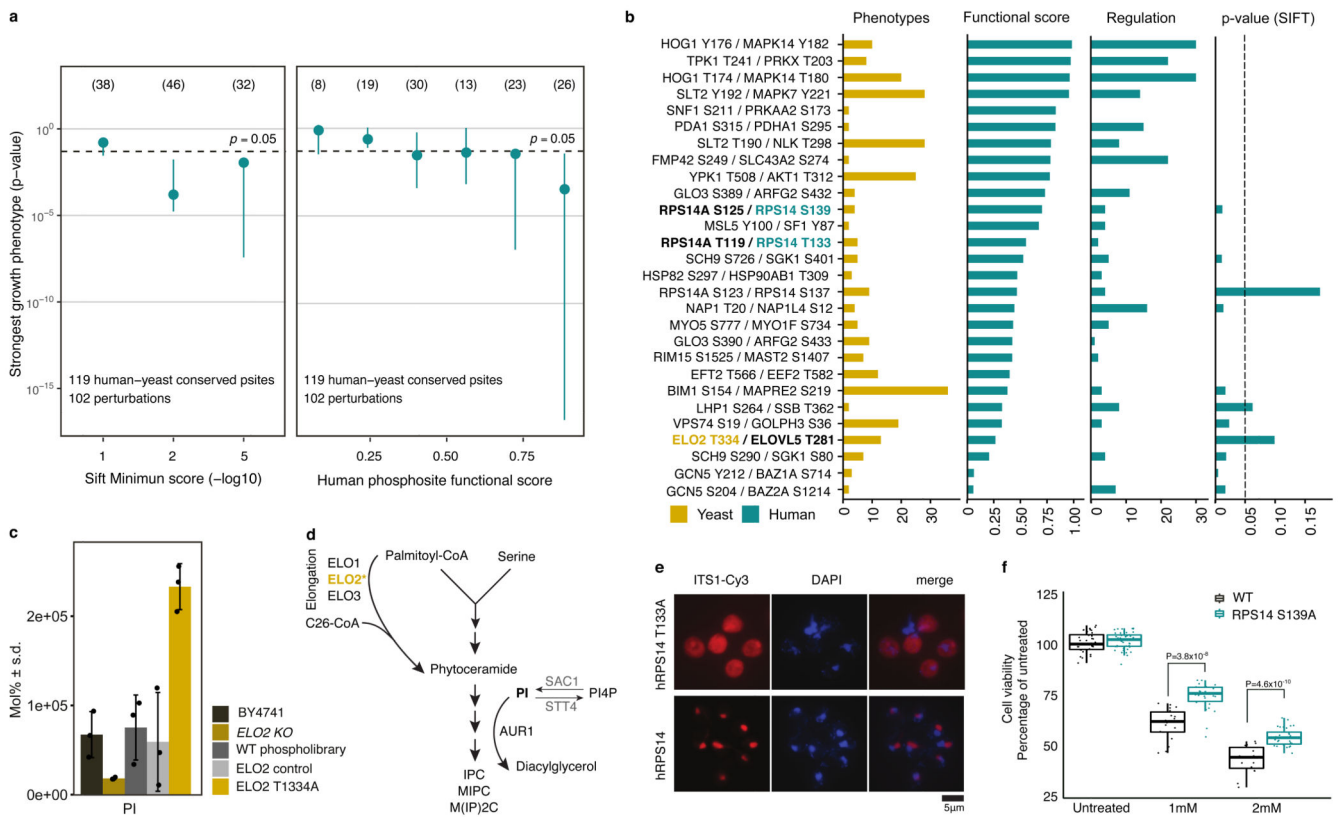 a
(38) (46) (32)
(8) (19) (30) (13) (23) (26)
p = 0.05
p = 0.05
Strongest growth phenotype (p-value)
10⁰
10⁻⁵
10⁻¹⁰
10⁻¹⁵
119 human-yeast conserved psites
102 perturbations
119 human-yeast conserved psites
102 perturbations
1 2 5
Sift Minimun score (-log10)
0.25 0.50 0.75
Human phosphosite functional score
b
Phenotypes Functional score Regulation p-value (SIFT)
HOG1 Y176 / MAPK14 Y182
TPK1 T241 / PRKX T203
HOG1 T174 / MAPK14 T180
SLT2 Y192 / MAPK7 Y221
SNF1 S211 / PRKAA2 S173
PDA1 S315 / PDHA1 S295
SLT2 T190 / NLK T298
FMP42 S249 / SLC43A2 S274
YPK1 T508 / AKT1 T312
GLO3 S389 / ARFG2 S432
RPS14A S125 / RPS14 S139
MSL5 Y100 / SF1 Y87
RPS14A T119 / RPS14 T133
SCH9 S726 / SGK1 S401
HSP82 S297 / HSP90AB1 T309
RPS14A S123 / RPS14 S137
NAP1 T20 / NAP1L4 S12
MYO5 S777 / MYO1F S734
GLO3 S390 / ARFG2 S433
RIM15 S1525 / MAST2 S1407
EFT2 T566 / EEF2 T582
BIM1 S154 / MAPRE2 S219
LHP1 S264 / SSB T362
VPS74 S19 / GOLPH3 S36
ELO2 T334 / ELOVL5 T281
SCH9 S290 / SGK1 S80
GCN5 Y212 / BAZ1A S714
GCN5 S204 / BAZ2A S1214
Yeast Human
0 10 20 30
0 0.25 0.50 0.75 1.00
0 10 20 30
0 0.05 0.10 0.15
c
Mol% ± s.d.
2e+05
1e+05
0e+00
PI
BY4741
ELO2 KO
WT phospholibrary
ELO2 control
ELO2 T1334A
d
Elongation
ELO1
ELO2*
ELO3
Palmitoyl-CoA
Serine
C26-CoA
Phytoceramide
PI
SAC1
STT4
PI4P
AUR1
Diacylglycerol
IPC
MIPC
M(IP)2C
e
ITS1-Cy3 DAPI merge
hRPS14 T133A
hRPS14
5µm
f
WT
RPS14 S139A
Cell viability
Percentage of untreated
125
100
75
50
25
P=3.8x10⁻⁸
P=4.6x10⁻¹⁰
Untreated 1mM 2mM